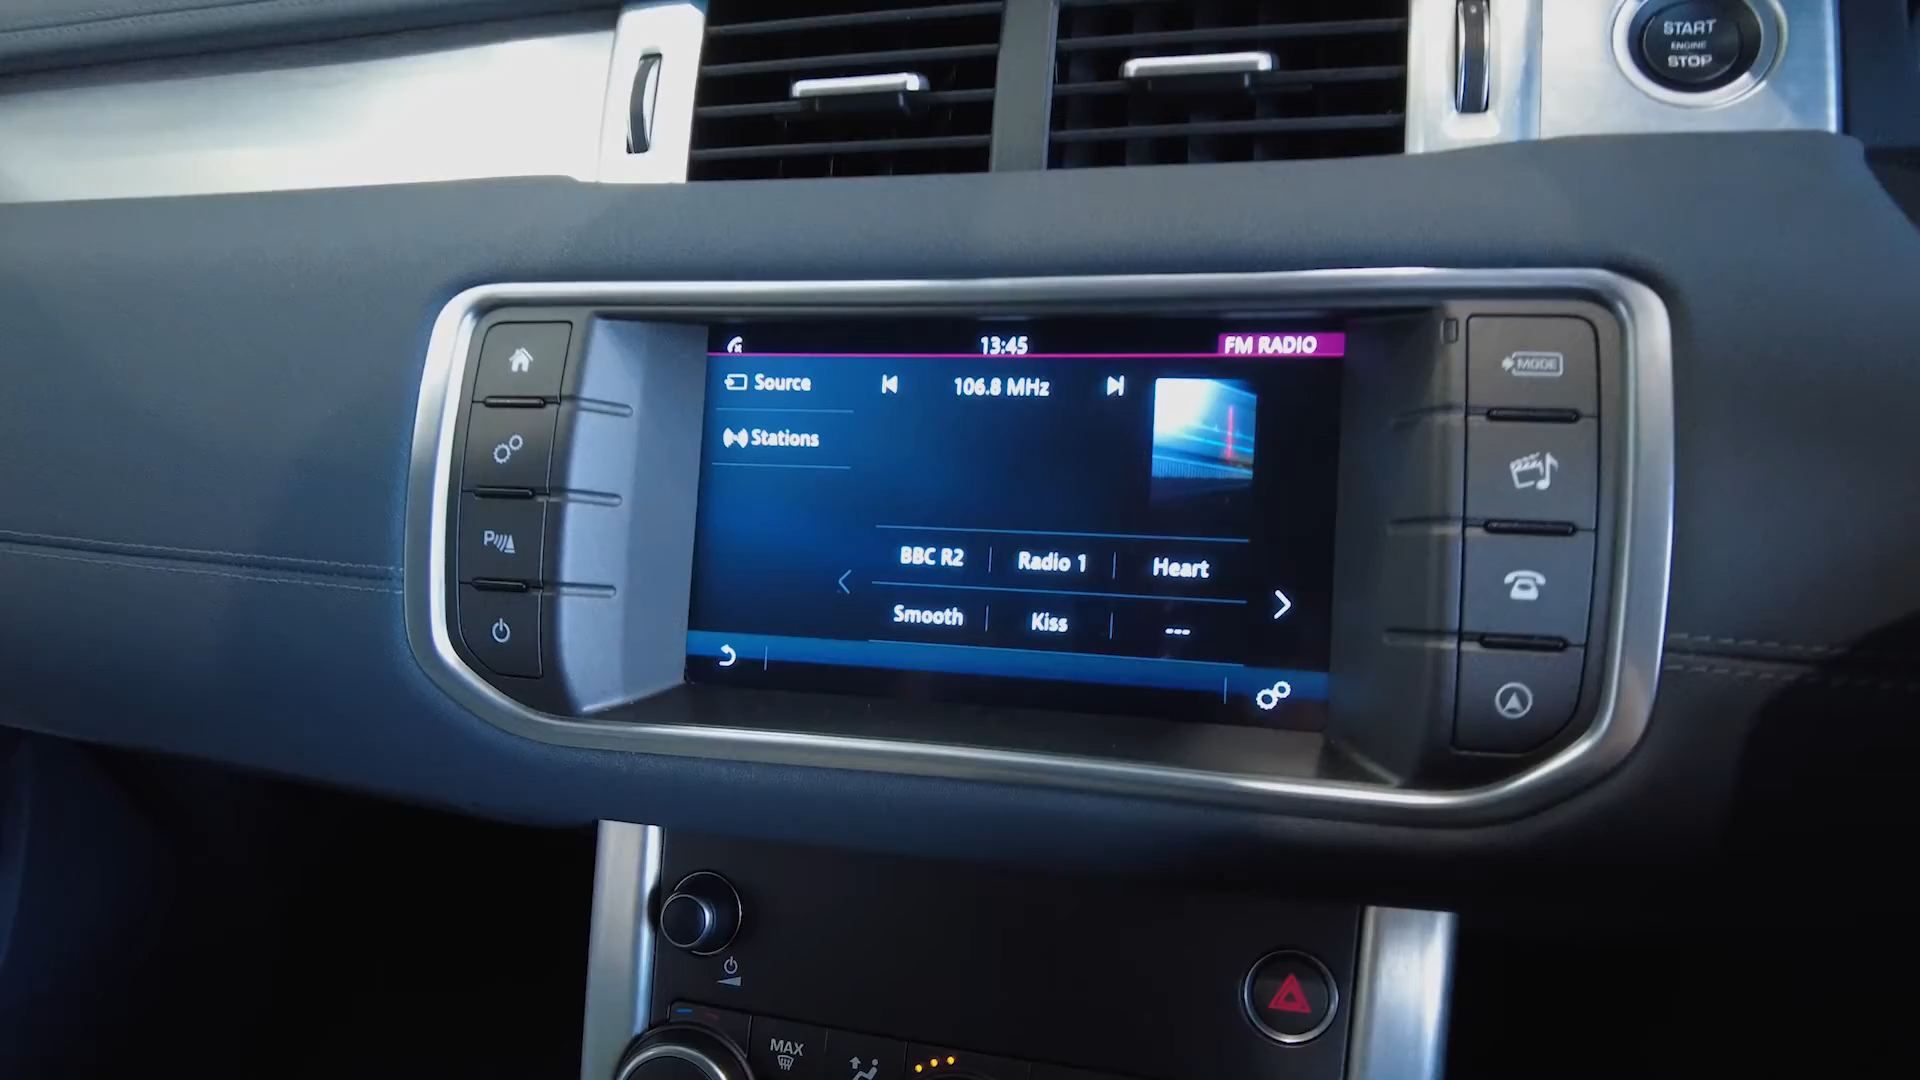 START
ENGINE
STOP
13:45
FM RADIO
Source
106.8 MHz
Stations
BBC R2
Radio 1
Heart
Smooth
Kiss
---
MODE
P
MAX